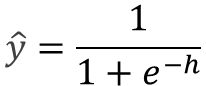 ŷ = 1 / (1 + e^{-h})